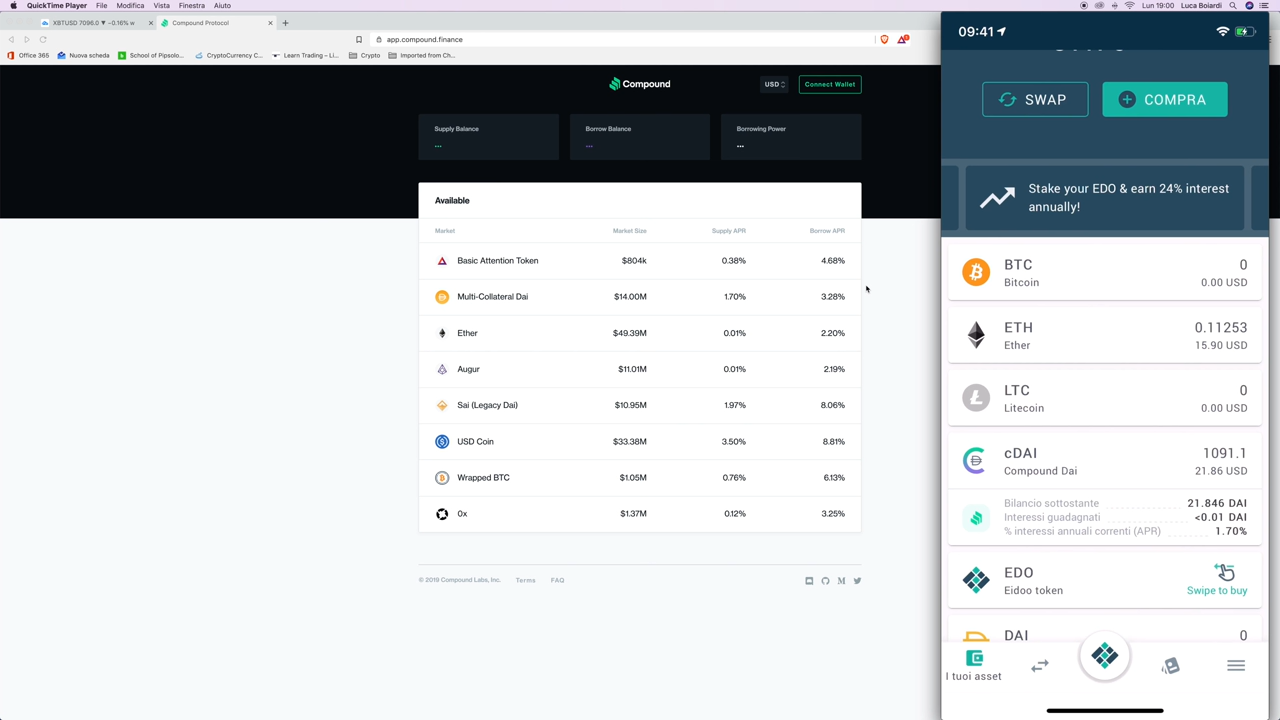 QuickTime Player File Modifica Vista Finestra Aiuto Lun 19:00 Luca Boiardi
XBTUSD 7096.0 ▼ -0.16% w Compound Protocol
app.compound.finance
Office 365 Nuova scheda School of Pipsolo... CryptoCurrency C... Learn Trading – Li... Crypto Imported from Ch...
Compound
USD
Connect Wallet
Supply Balance Borrow Balance Borrowing Power
... ... ...
Available
Market Market Size Supply APR Borrow APR
Basic Attention Token $804k 0.38% 4.68%
Multi-Collateral Dai $14.00M 1.70% 3.28%
Ether $49.39M 0.01% 2.20%
Augur $11.01M 0.01% 2.19%
Sai (Legacy Dai) $10.95M 1.97% 8.06%
USD Coin $33.38M 3.50% 8.81%
Wrapped BTC $1.05M 0.76% 6.13%
0x $1.37M 0.12% 3.25%
© 2019 Compound Labs, Inc. Terms FAQ
09:41
SWAP
COMPRA
Stake your EDO & earn 24% interest
annually!
BTC 0
Bitcoin 0.00 USD
ETH 0.11253
Ether 15.90 USD
LTC 0
Litecoin 0.00 USD
cDAI 1091.1
Compound Dai 21.86 USD
Bilancio sottostante 21.846 DAI
Interessi guadagnati <0.01 DAI
% interessi annuali correnti (APR) 1.70%
EDO
Eidoo token Swipe to buy
DAI 0
I tuoi asset